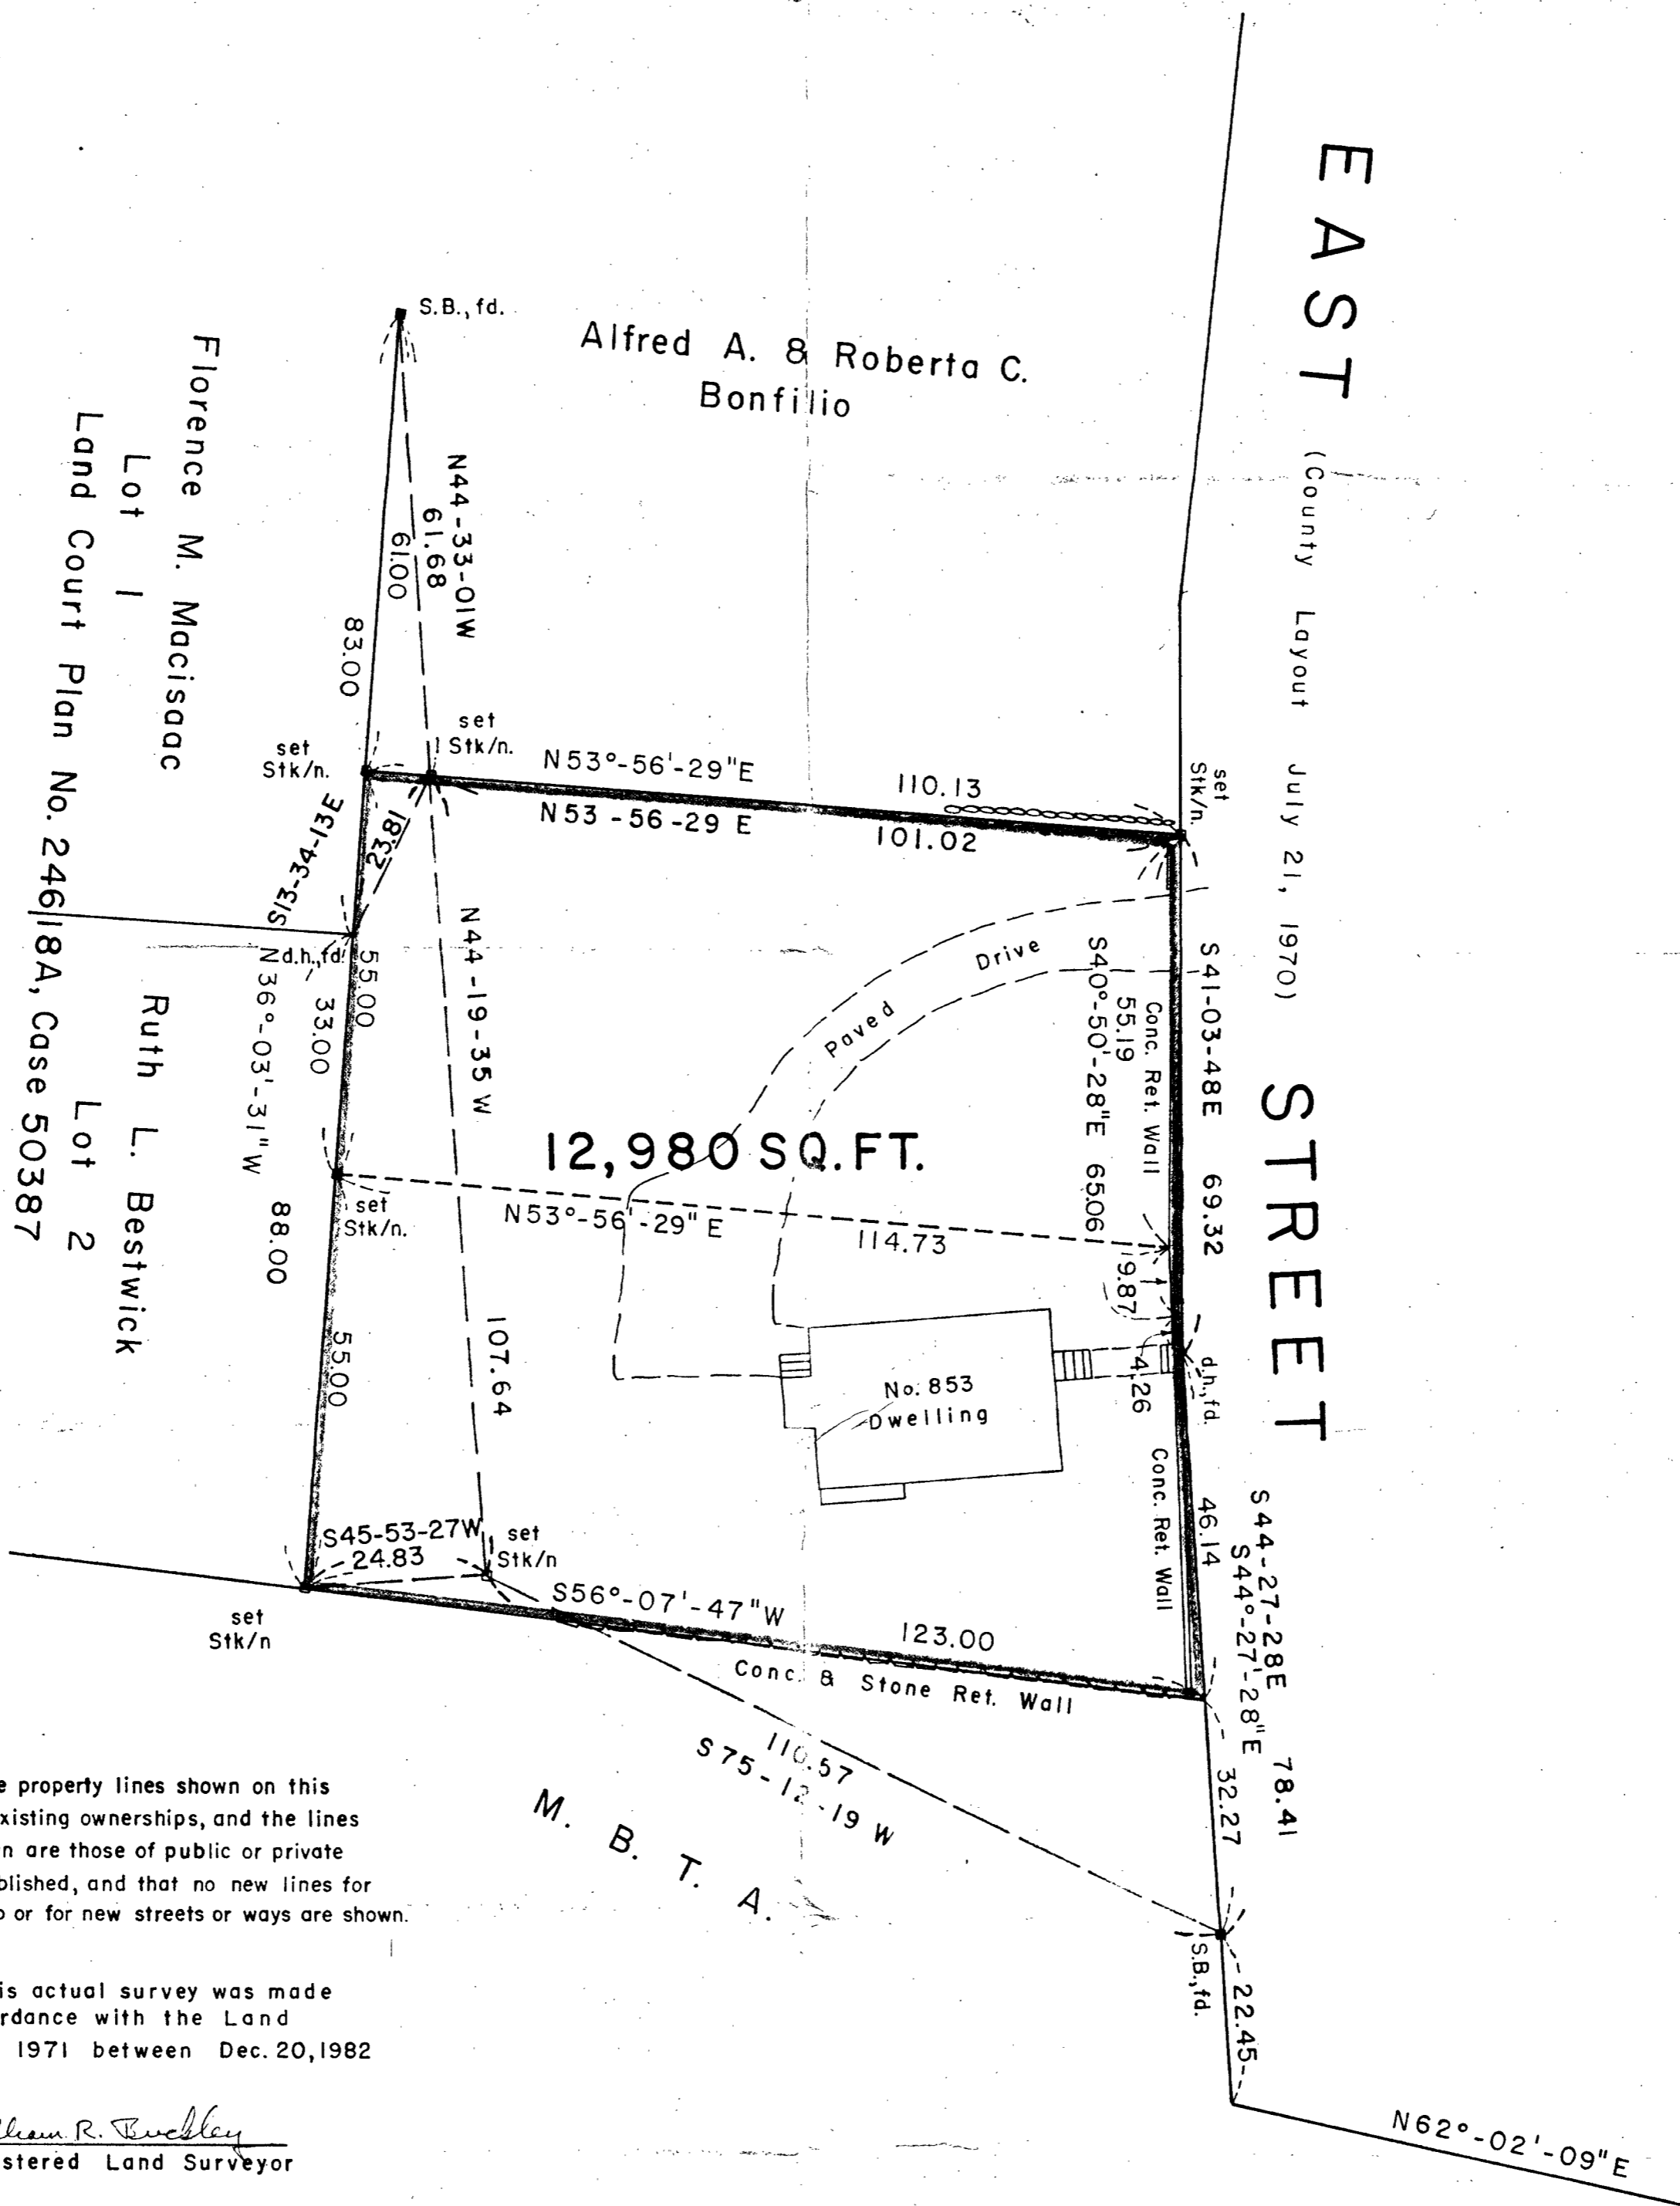 EAST STREET
(County Layout July 21, 1970)
S.B., fd.
Alfred A. & Roberta C.
Bonfilio
Florence M. Macisaac
Lot 1
Land Court Plan No. 24618A, Case 50387
N44-33-01W
61.68
61.00
83.00
set
Stk/n.
set
Stk/n.
N53°-56'-29"E
110.13
N53-56-29 E
101.02
set
Stk/n.
S13-34-13E
23.81
d.h., fd.
N36°-03'-31"W
88.00
55.00
33.00
N44-19-35 W
107.64
Paved Drive
S41-03-48E 69.32
Conc. Ret. Wall
55.19
S40°-50'-28"E 65.06
Ruth L. Bestwick
Lot 2
12,980 SQ.FT.
set
Stk/n.
N53°-56'-29"E
114.73
9.87
4.26
d.h., fd.
No. 853
Dwelling
55.00
Conc. Ret. Wall
46.14
S44-27-28E 78.41
S44°-27'-28"E
32.27
S45-53-27W
24.83
set
Stk/n
set
Stk/n
S56°-07'-47"W
123.00
Conc. & Stone Ret. Wall
110.57
S75-12-19 W
M. B. T. A.
S.B., fd.
22.45
N62°-02'-09"E
e property lines shown on this
xisting ownerships, and the lines
n are those of public or private
blished, and that no new lines for
o or for new streets or ways are shown.
is actual survey was made
rdance with the Land
1971 between Dec. 20, 1982
lliam R. Buckley
stered Land Surveyor